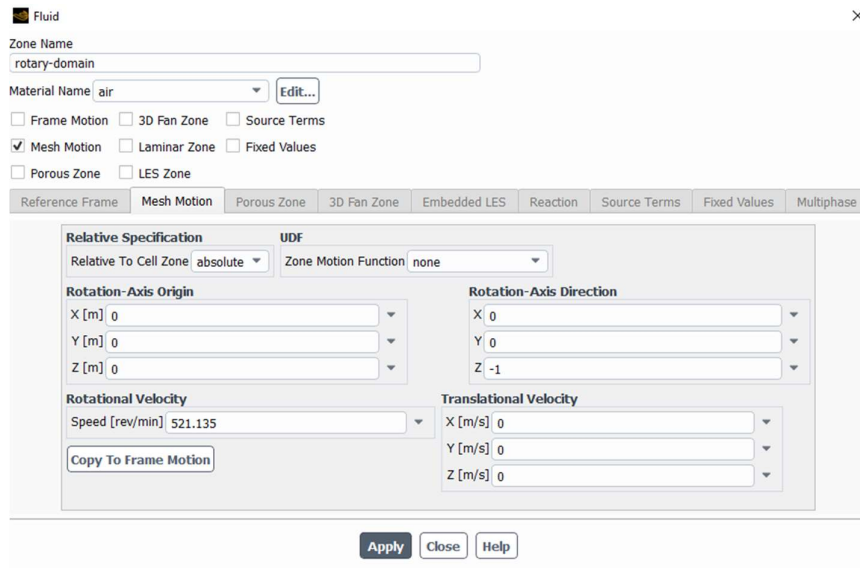 Fluid
Zone Name
rotary-domain
Material Name air Edit...
Frame Motion 3D Fan Zone Source Terms
Mesh Motion Laminar Zone Fixed Values
Porous Zone LES Zone
Reference Frame Mesh Motion Porous Zone 3D Fan Zone Embedded LES Reaction Source Terms Fixed Values Multiphase
Relative Specification UDF
Relative To Cell Zone absolute Zone Motion Function none
Rotation-Axis Origin Rotation-Axis Direction
X [m] 0 X 0
Y [m] 0 Y 0
Z [m] 0 Z -1
Rotational Velocity Translational Velocity
Speed [rev/min] 521.135 X [m/s] 0
Copy To Frame Motion Y [m/s] 0
Z [m/s] 0
Apply Close Help